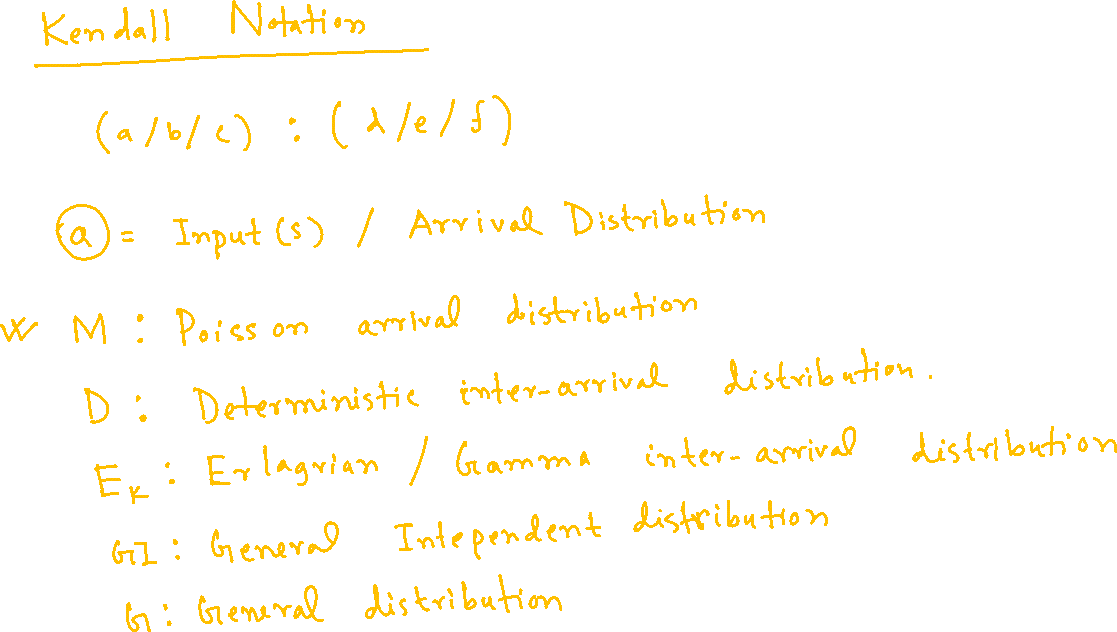 Kendall Notation
(a/b/c) : (d/e/f)
a = Input(s) / Arrival Distribution
M : Poisson arrival distribution
D : Deterministic inter-arrival distribution.
Ek : Erlagrian / Gamma inter-arrival distribution
GI : General Intependent distribution
G : General distribution